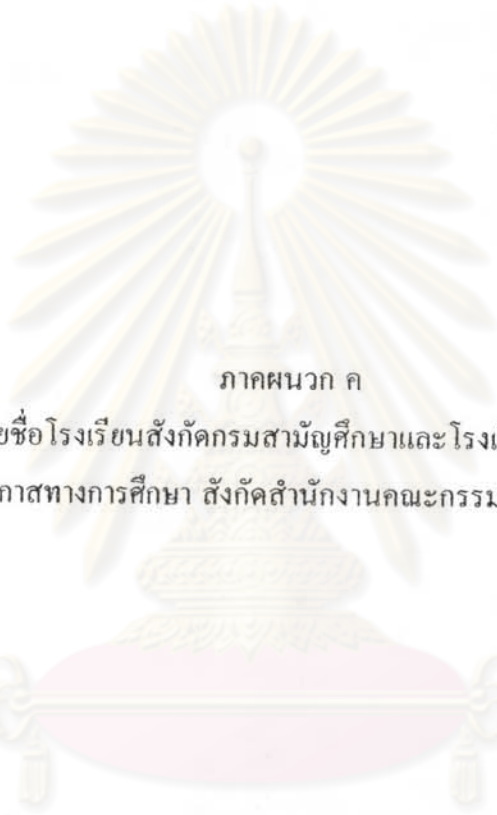 ภาคผนวก ค
ยชื่อโรงเรียนสังกัดกรมสามัญศึกษาและโรงเ
กาสทางการศึกษา สังกัดสำนักงานคณะกรรม